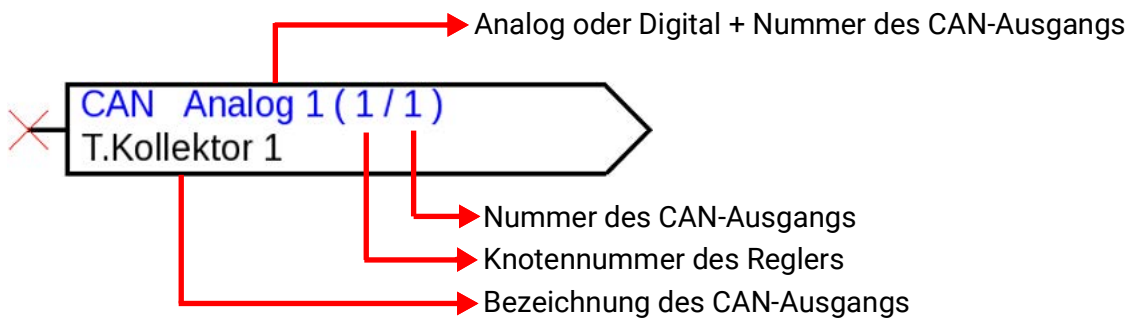 Analog oder Digital + Nummer des CAN-Ausgangs
CAN Analog 1 ( 1 / 1 )
T.Kollektor 1
Nummer des CAN-Ausgangs
Knotennummer des Reglers
Bezeichnung des CAN-Ausgangs